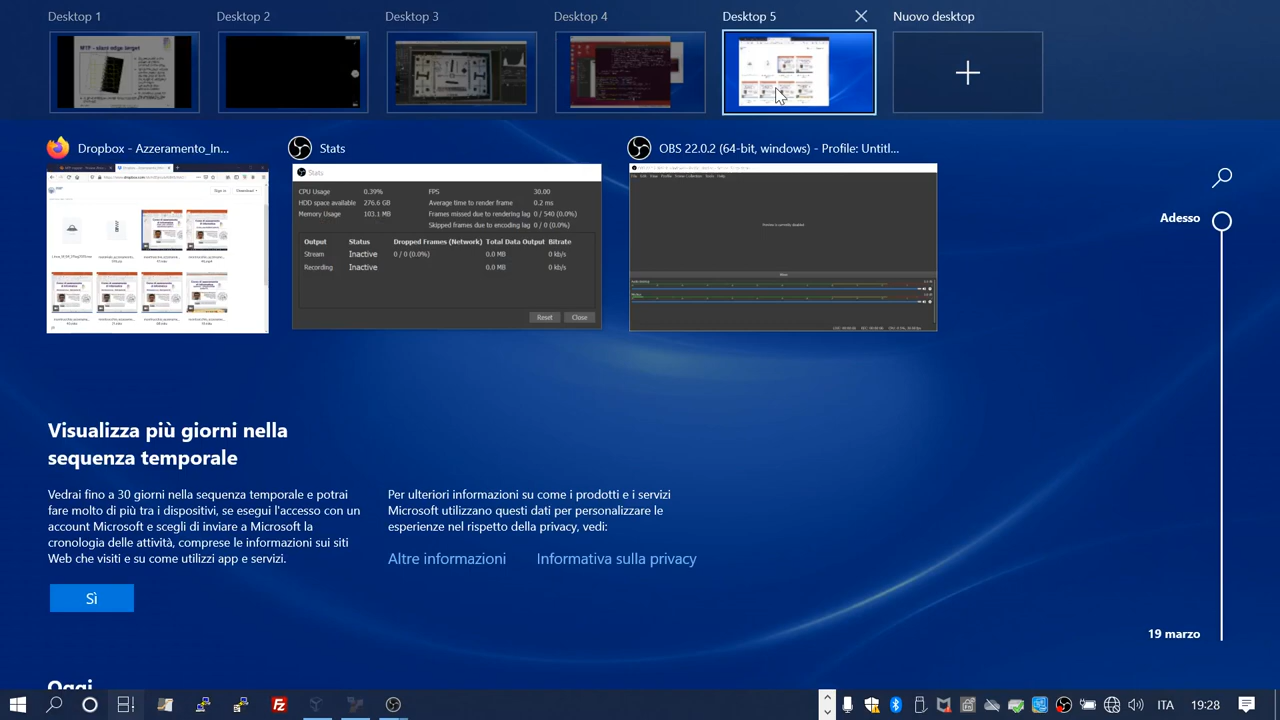 Desktop 1
Desktop 2
Desktop 3
Desktop 4
Desktop 5
Nuovo desktop
Dropbox - Azzeramento_In...
Stats
OBS 22.0.2 (64-bit, windows) - Profile: Untitl...
Stats
CPU Usage 0.39% FPS 30.00
HDD space available 276.6 GB Average time to render frame 0.2 ms
Memory Usage 103.1 MB Frames missed due to rendering lag 0 / 540 (0.0%)
Skipped frames due to encoding lag 0 / 0 (0.0%)
Output Status Dropped Frames (Network) Total Data Output Bitrate
Stream Inactive 0 / 0 (0.0%) 0.0 MB 0 kb/s
Recording Inactive 0.0 MB 0 kb/s
Reset Close
Adesso
Visualizza più giorni nella
sequenza temporale
Vedrai fino a 30 giorni nella sequenza temporale e potrai
fare molto di più tra i dispositivi, se esegui l'accesso con un
account Microsoft e scegli di inviare a Microsoft la
cronologia delle attività, comprese le informazioni sui siti
Web che visiti e su come utilizzi app e servizi.
Sì
Per ulteriori informazioni su come i prodotti e i servizi
Microsoft utilizzano questi dati per personalizzare le
esperienze nel rispetto della privacy, vedi:
Altre informazioni Informativa sulla privacy
19 marzo
Oggi
ITA 19:28